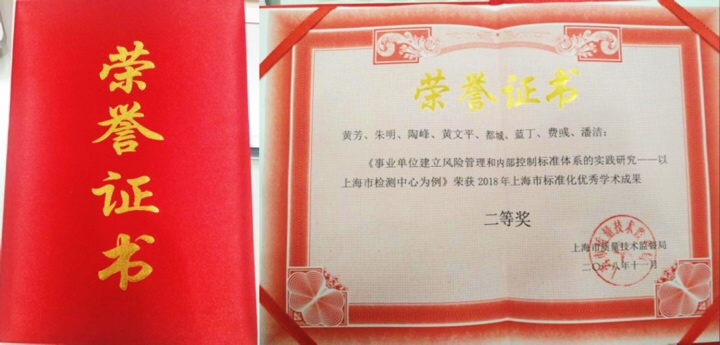 荣誉证书
荣誉证书
黄芳、朱明、陶峰、黄文平、都城、蓝丁、费彧、潘洁：
《事业单位建立风险管理和内部控制标准体系的实践研究——以
上海市检测中心为例》荣获2018年上海市标准化优秀学术成果
二等奖
上海市质量技术监督局
二〇一八年十一月